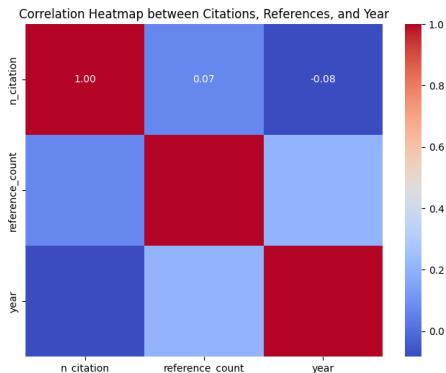 Correlation Heatmap between Citations, References, and Year
n_citation
1.00 0.07 -0.08
reference_count
year
n_citation reference_count year
1.0
0.8
0.6
0.4
0.2
0.0